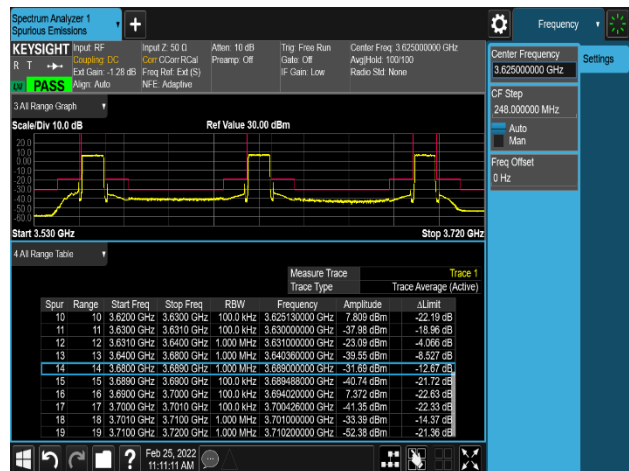 Spectrum Analyzer 1
Spurious Emissions
Frequency
KEYSIGHT Input: RF Input Z: 50 Ω Atten: 10 dB Trig: Free Run Center Freq: 3.625000000 GHz
R T Coupling: DC Corr CCorr RCal Preamp: Off Gate: Off Avg|Hold: 100/100
Ext Gain: -1.28 dB Freq Ref: Ext (S) IF Gain: Low Radio Std: None
LXI PASS Align: Auto NFE: Adaptive
Center Frequency
3.625000000 GHz
Settings
CF Step
248.000000 MHz
Auto
Man
Freq Offset
0 Hz
3 All Range Graph
Scale/Div 10.0 dB Ref Value 30.00 dBm
20.0
10.0
0.00
-10.0
-20.0
-30.0
-40.0
-50.0
-60.0
Start 3.530 GHz Stop 3.720 GHz
4 All Range Table
Measure Trace Trace 1
Trace Type Trace Average (Active)
Spur Range Start Freq Stop Freq RBW Frequency Amplitude ΔLimit
10 10 3.6200 GHz 3.6300 GHz 100.0 kHz 3.625130000 GHz 7.809 dBm -22.19 dB
11 11 3.6300 GHz 3.6310 GHz 100.0 kHz 3.630000000 GHz -37.98 dBm -18.96 dB
12 12 3.6310 GHz 3.6400 GHz 1.000 MHz 3.631000000 GHz -23.09 dBm -4.066 dB
13 13 3.6400 GHz 3.6800 GHz 1.000 MHz 3.640360000 GHz -39.55 dBm -8.527 dB
14 14 3.6800 GHz 3.6890 GHz 1.000 MHz 3.689000000 GHz -31.69 dBm -12.67 dB
15 15 3.6890 GHz 3.6900 GHz 100.0 kHz 3.689488000 GHz -40.74 dBm -21.72 dB
16 16 3.6900 GHz 3.7000 GHz 100.0 kHz 3.694020000 GHz 7.372 dBm -22.63 dB
17 17 3.7000 GHz 3.7010 GHz 100.0 kHz 3.700426000 GHz -41.35 dBm -22.33 dB
18 18 3.7010 GHz 3.7100 GHz 1.000 MHz 3.701000000 GHz -33.39 dBm -14.37 dB
19 19 3.7100 GHz 3.7200 GHz 1.000 MHz 3.710200000 GHz -52.38 dBm -21.36 dB
Feb 25, 2022
11:11:11 AM